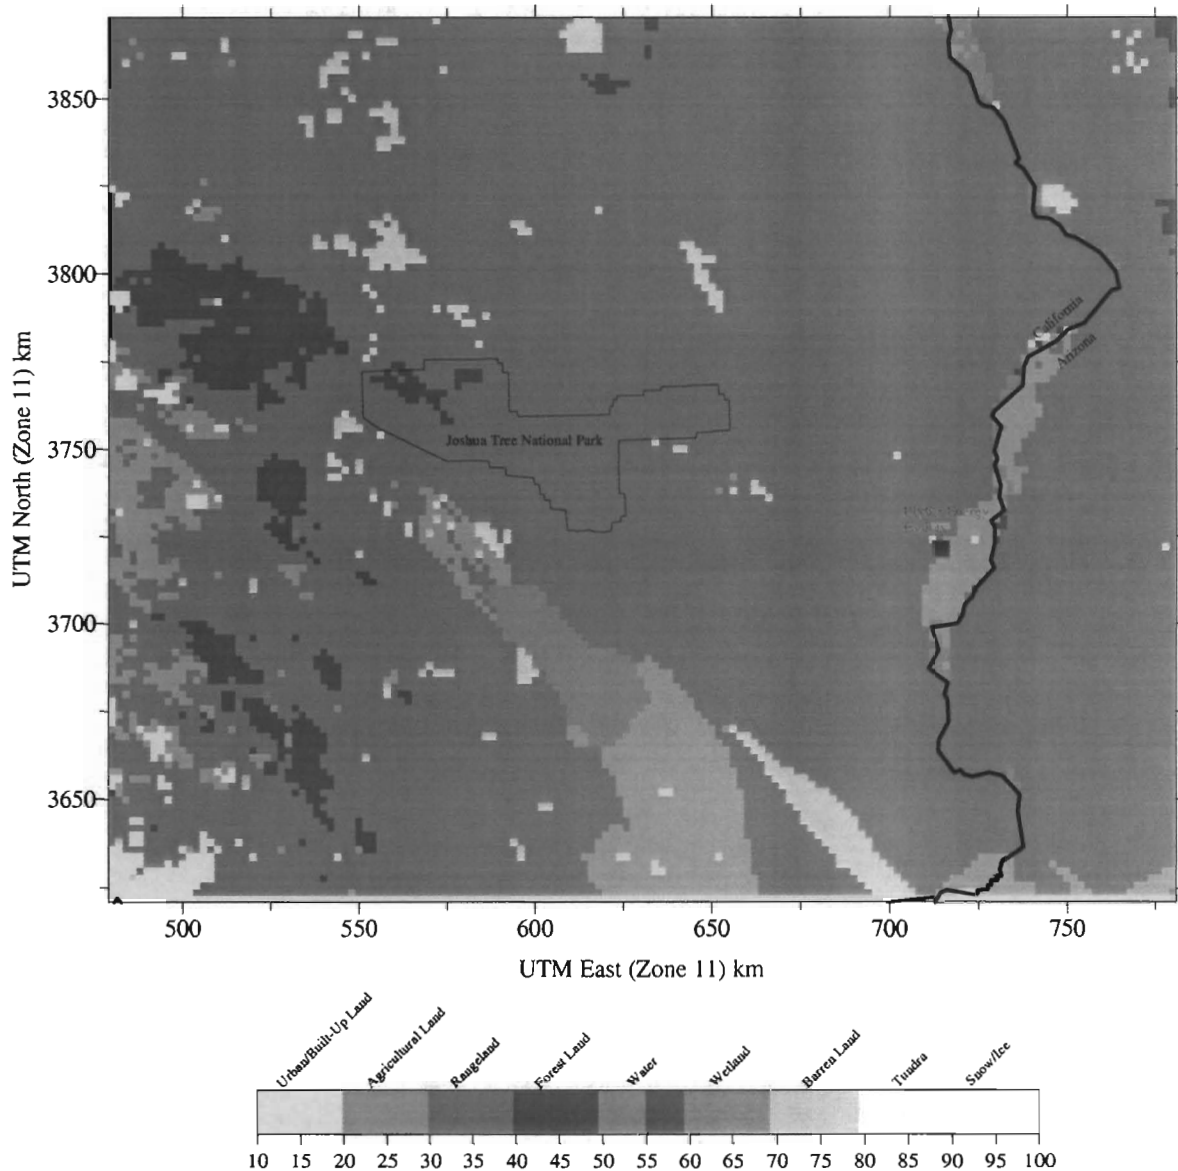 3850
3800
California
Arizona
Joshua Tree National Park
3750
3700
3650
UTM North (Zone 11) km
500 550 600 650 700 750
UTM East (Zone 11) km
Urban/Built-Up Land
Agricultural Land
Rangeland
Forest Land
Water
Wetland
Barren Land
Tundra
Snow/Ice
10 15 20 25 30 35 40 45 50 55 60 65 70 75 80 85 90 95 100